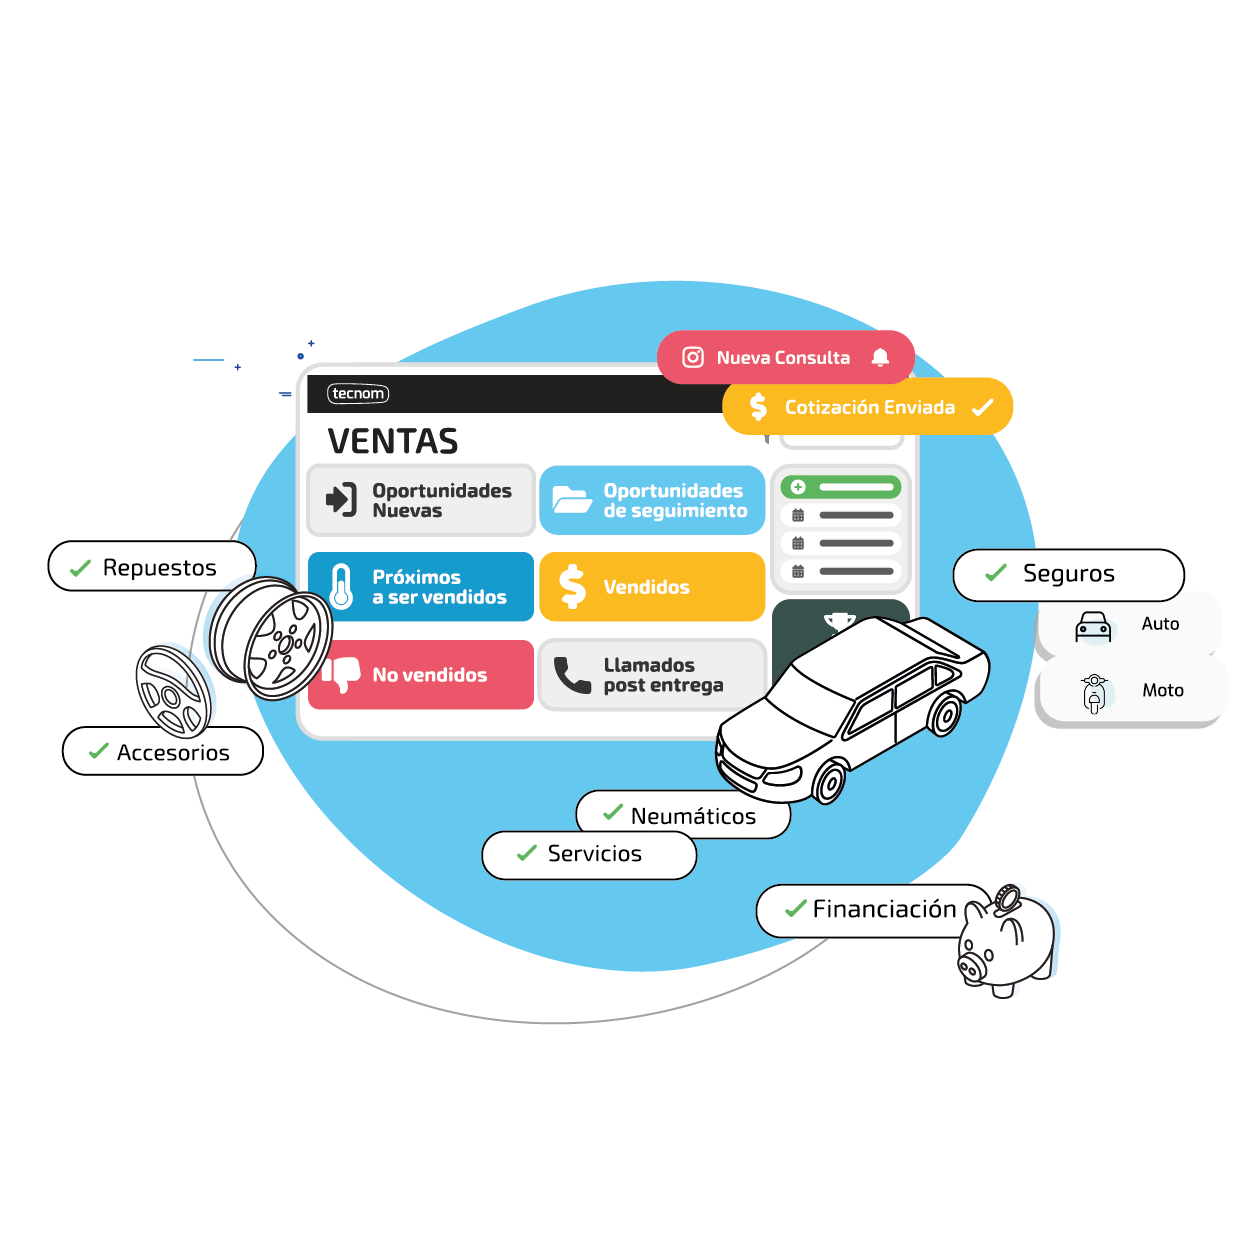 Nueva Consulta
tecnom
Cotización Enviada
VENTAS
Oportunidades
Nuevas
Oportunidades
de seguimiento
Próximos
a ser vendidos
Vendidos
No vendidos
Llamados
post entrega
Repuestos
Accesorios
Seguros
Auto
Moto
Neumáticos
Servicios
Financiación